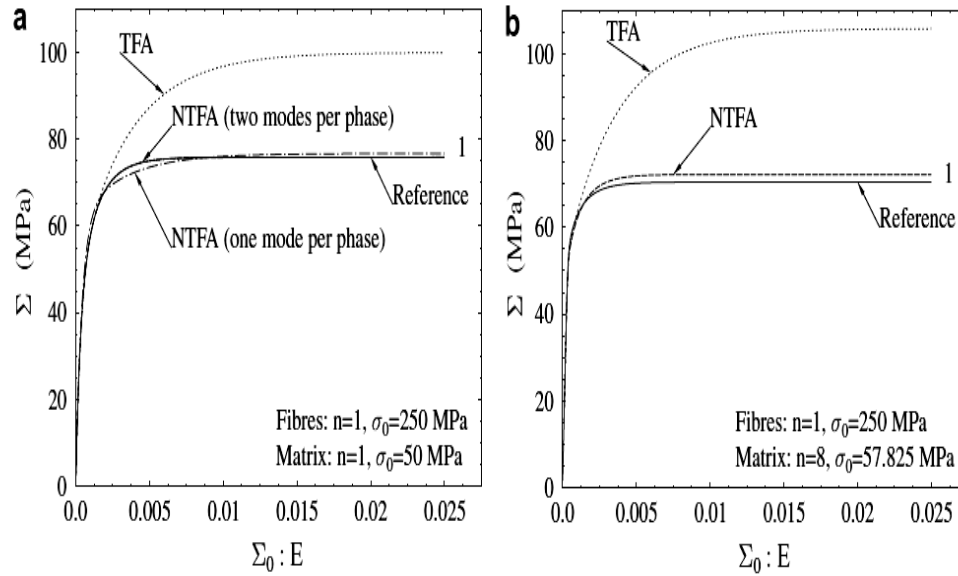 a
TFA
NTFA (two modes per phase)
1
Reference
NTFA (one mode per phase)
Fibres: n=1, σ0=250 MPa
Matrix: n=1, σ0=50 MPa
Σ (MPa)
100
80
60
40
20
0
0.0 0.005 0.01 0.015 0.02 0.025
Σ0 : E
b
TFA
NTFA
1
Reference
Fibres: n=1, σ0=250 MPa
Matrix: n=8, σ0=57.825 MPa
Σ (MPa)
100
80
60
40
20
0
0.0 0.005 0.01 0.015 0.02 0.025
Σ0 : E